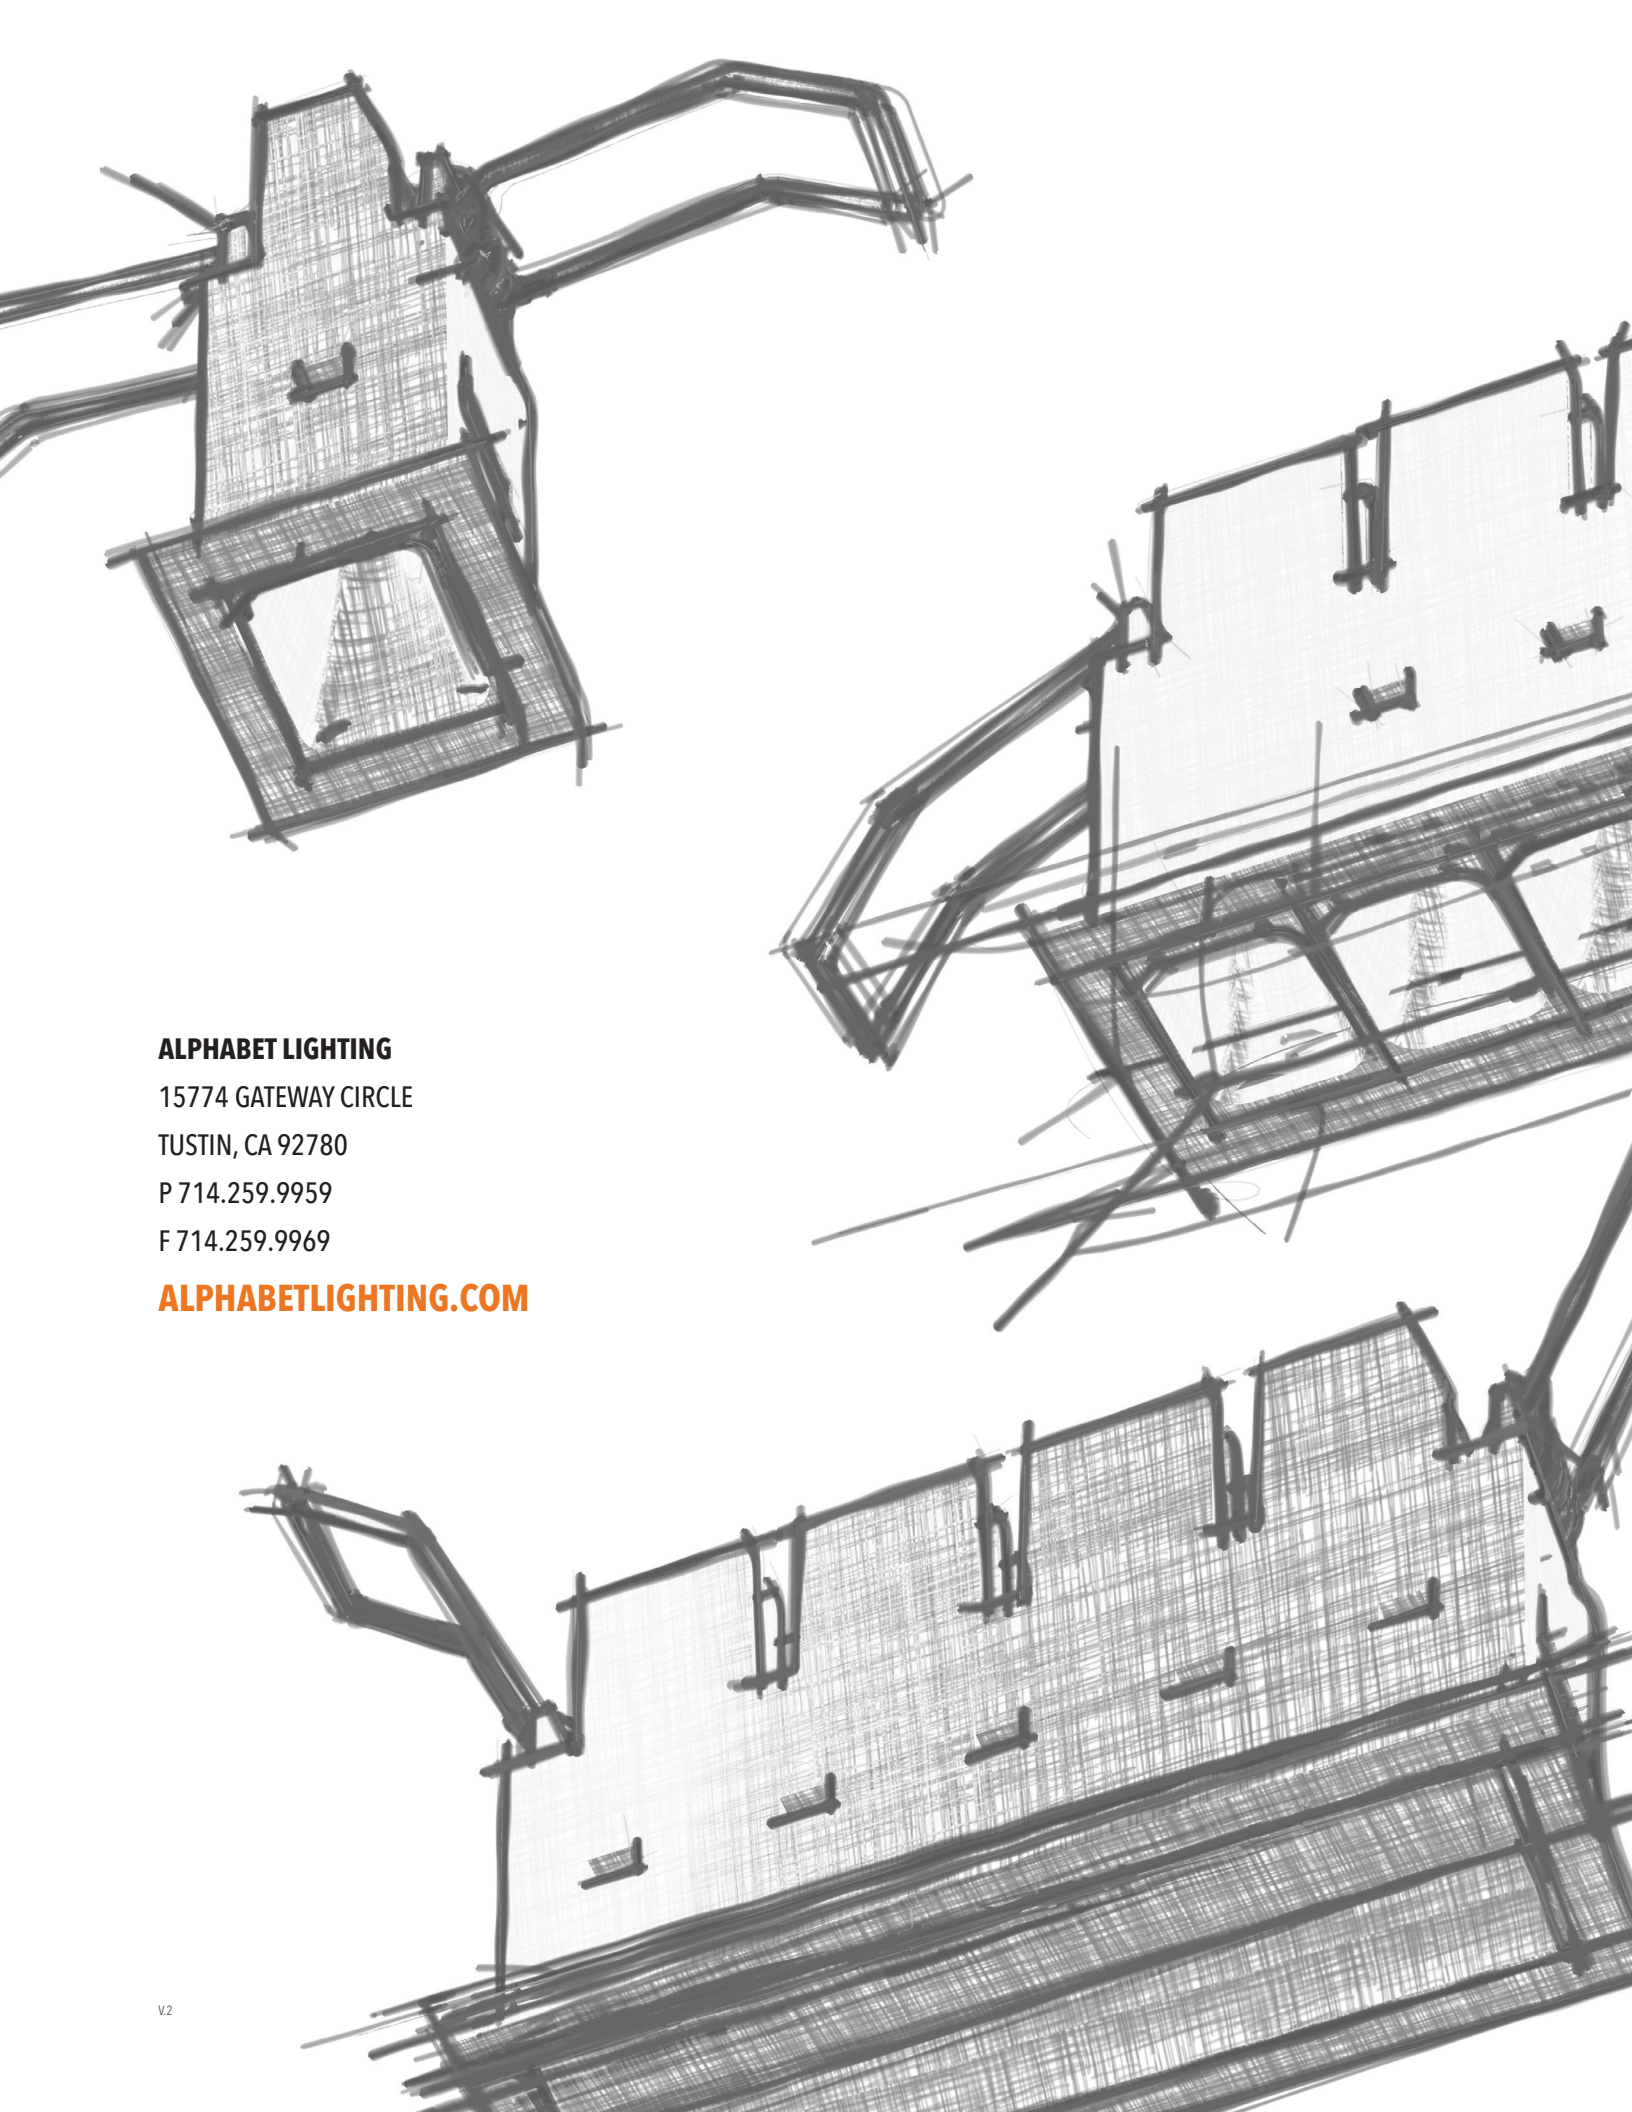 ALPHABET LIGHTING
15774 GATEWAY CIRCLE
TUSTIN, CA 92780
P 714.259.9959
F 714.259.9969
ALPHABETLIGHTING.COM
V.2